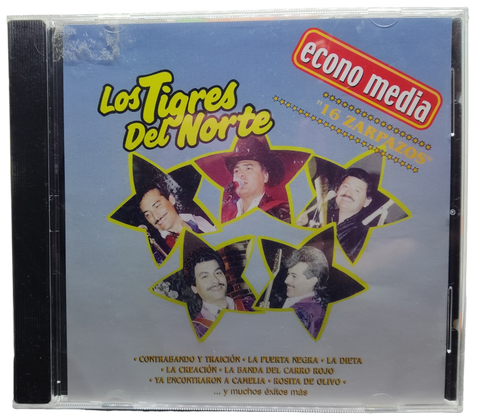 econo media
Los Tigres
Del Norte
"16 ZARPAZOS"
• CONTRABANDO Y TRAICIÓN • LA PUERTA NEGRA • LA DIETA
• LA CREACIÓN • LA BANDA DEL CARRO ROJO
• YA ENCONTRARON A CAMELIA • ROSITA DE OLIVO •
... y muchos éxitos más